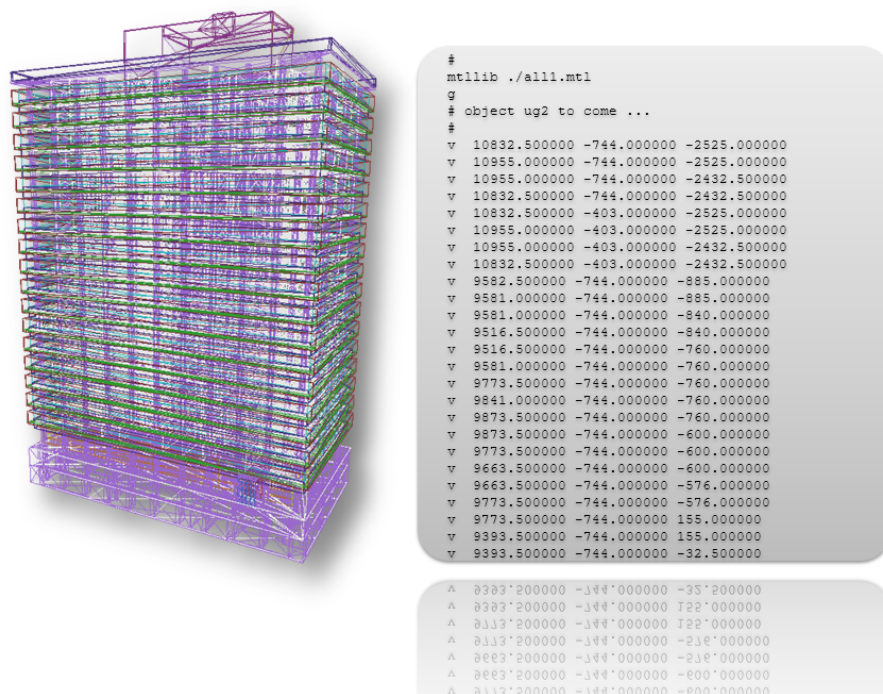 #
mtllib ./all1.mtl
g
# object ug2 to come ...
#
v  10832.500000 -744.000000 -2525.000000
v  10955.000000 -744.000000 -2525.000000
v  10955.000000 -744.000000 -2432.500000
v  10832.500000 -744.000000 -2432.500000
v  10832.500000 -403.000000 -2525.000000
v  10955.000000 -403.000000 -2525.000000
v  10955.000000 -403.000000 -2432.500000
v  10832.500000 -403.000000 -2432.500000
v  9582.500000 -744.000000 -885.000000
v  9581.000000 -744.000000 -885.000000
v  9581.000000 -744.000000 -840.000000
v  9516.500000 -744.000000 -840.000000
v  9516.500000 -744.000000 -760.000000
v  9581.000000 -744.000000 -760.000000
v  9773.500000 -744.000000 -760.000000
v  9841.000000 -744.000000 -760.000000
v  9873.500000 -744.000000 -760.000000
v  9873.500000 -744.000000 -600.000000
v  9773.500000 -744.000000 -600.000000
v  9663.500000 -744.000000 -600.000000
v  9663.500000 -744.000000 -576.000000
v  9773.500000 -744.000000 -576.000000
v  9773.500000 -744.000000 155.000000
v  9393.500000 -744.000000 155.000000
v  9393.500000 -744.000000 -32.500000